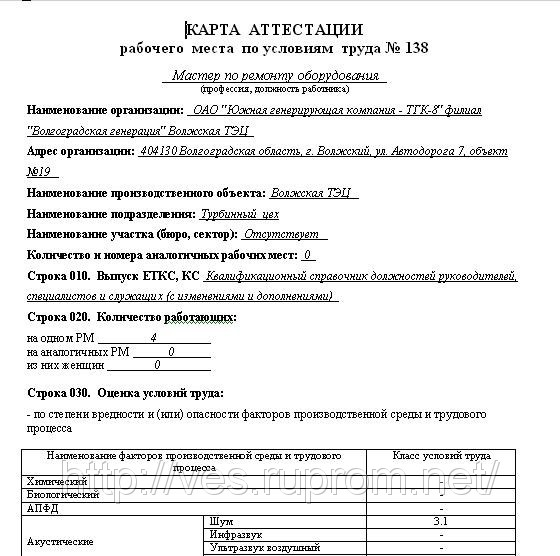 КАРТА АТТЕСТАЦИИ
рабочего места по условиям труда № 138
Мастер по ремонту оборудования
(профессия, должность работника)
Наименование организации: ОАО "Южная генерирующая компания - ТГК-8" филиал
"Волгоградская генерация" Волжская ТЭЦ
Адрес организации: 404130 Волгоградская область, г. Волжский, ул. Автодорога 7, объект
№19
Наименование производственного объекта: Волжская ТЭЦ
Наименование подразделения: Турбинный цех
Наименование участка (бюро, сектор): Отсутствует
Количество и номера аналогичных рабочих мест: 0
Строка 010. Выпуск ЕТКС, КС Квалификационный справочник должностей руководителей,
специалистов и служащих (с изменениями и дополнениями)
Строка 020. Количество работающих:
на одном РМ 4
на аналогичных РМ 0
из них женщин 0
Строка 030. Оценка условий труда:
- по степени вредности и (или) опасности факторов производственной среды и трудового
процесса
Наименование факторов производственной среды и трудового
процесса
Класс условий труда
Химический -
Биологический -
АПФД -
Акустические
Шум 3.1
Инфразвук -
Ультразвук воздушный -
http://ves.ruprom.net/